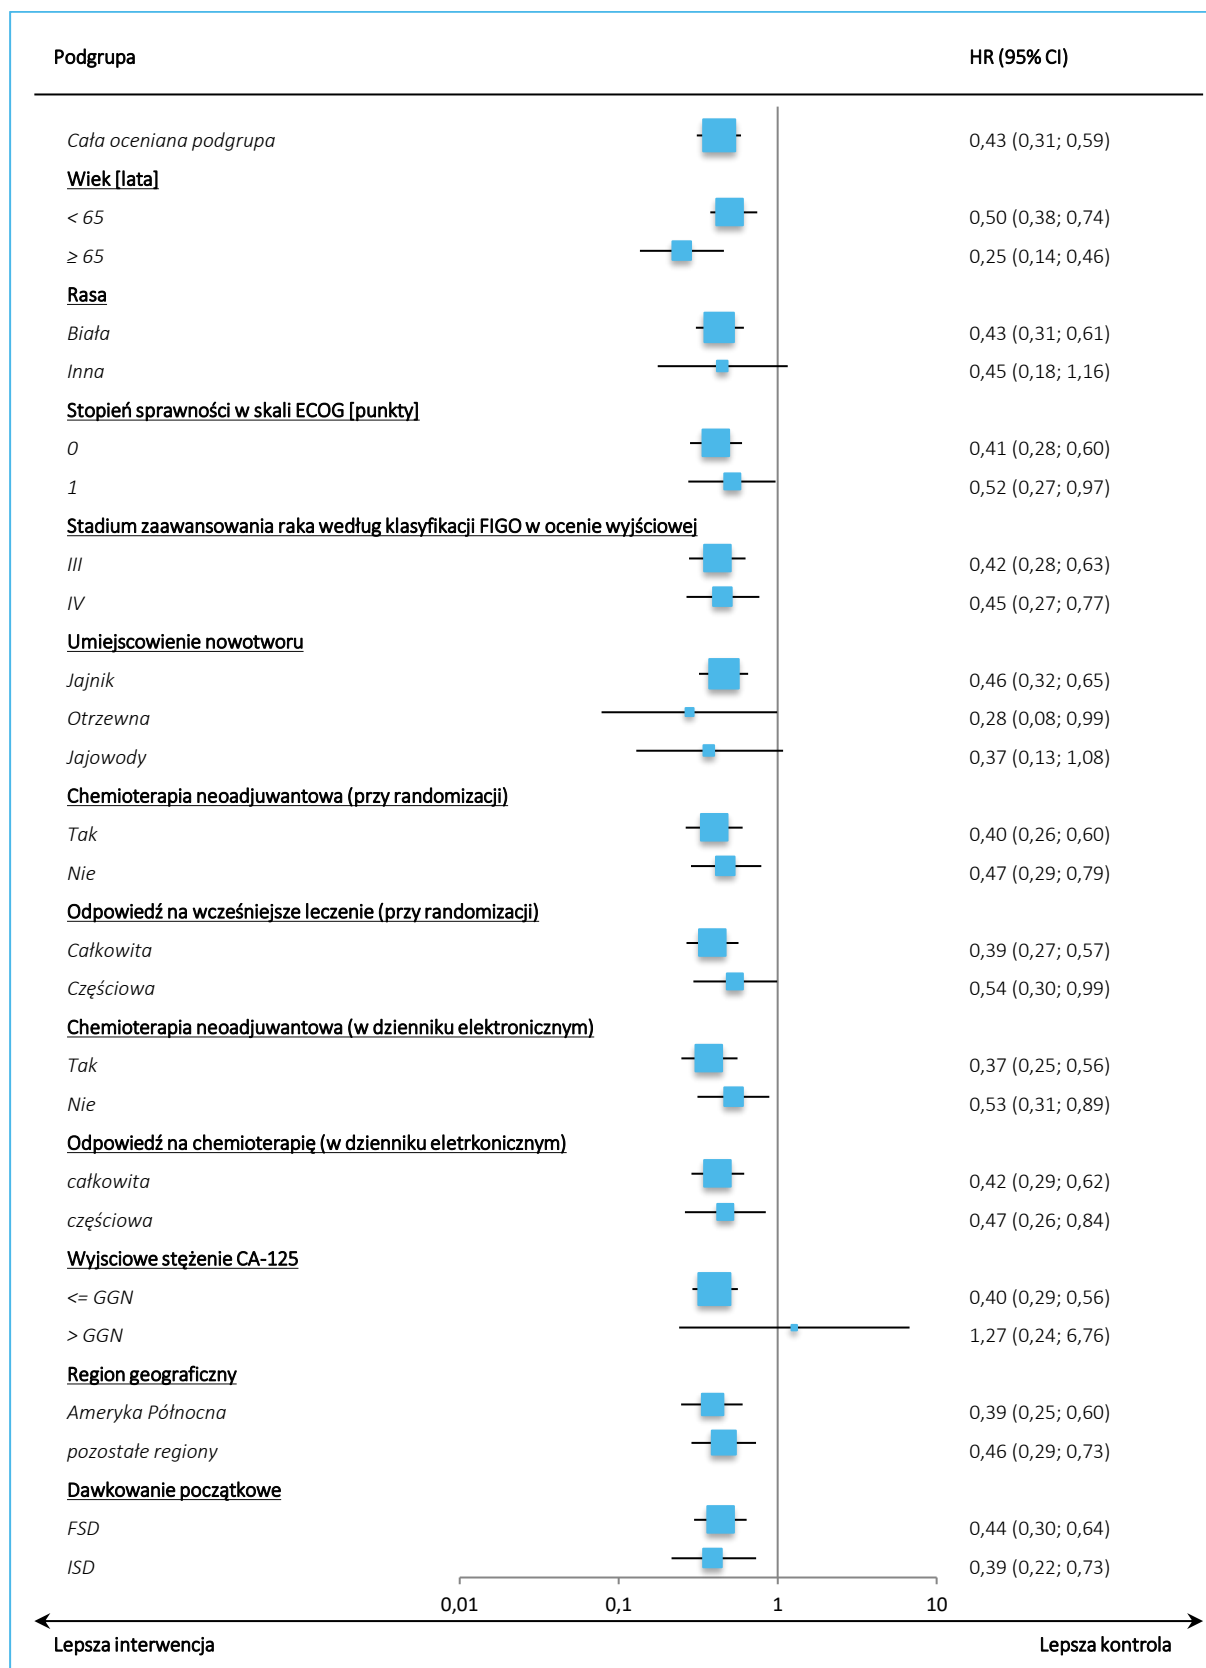 Podgrupa HR (95% CI)
Cała oceniana podgrupa 0,43 (0,31; 0,59)
Wiek [lata]
< 65 0,50 (0,38; 0,74)
≥ 65 0,25 (0,14; 0,46)
Rasa
Biała 0,43 (0,31; 0,61)
Inna 0,45 (0,18; 1,16)
Stopień sprawności w skali ECOG [punkty]
0 0,41 (0,28; 0,60)
1 0,52 (0,27; 0,97)
Stadium zaawansowania raka według klasyfikacji FIGO w ocenie wyjściowej
III 0,42 (0,28; 0,63)
IV 0,45 (0,27; 0,77)
Umiejscowienie nowotworu
Jajnik 0,46 (0,32; 0,65)
Otrzewna 0,28 (0,08; 0,99)
Jajowody 0,37 (0,13; 1,08)
Chemioterapia neoadjuwantowa (przy randomizacji)
Tak 0,40 (0,26; 0,60)
Nie 0,47 (0,29; 0,79)
Odpowiedź na wcześniejsze leczenie (przy randomizacji)
Całkowita 0,39 (0,27; 0,57)
Częściowa 0,54 (0,30; 0,99)
Chemioterapia neoadjuwantowa (w dzienniku elektronicznym)
Tak 0,37 (0,25; 0,56)
Nie 0,53 (0,31; 0,89)
Odpowiedź na chemioterapię (w dzienniku eletrkonicznym)
całkowita 0,42 (0,29; 0,62)
częściowa 0,47 (0,26; 0,84)
Wyjsciowe stężenie CA-125
<= GGN 0,40 (0,29; 0,56)
> GGN 1,27 (0,24; 6,76)
Region geograficzny
Ameryka Północna 0,39 (0,25; 0,60)
pozostałe regiony 0,46 (0,29; 0,73)
Dawkowanie początkowe
FSD 0,44 (0,30; 0,64)
ISD 0,39 (0,22; 0,73)
0,01 0,1 1 10
Lepsza interwencja Lepsza kontrola